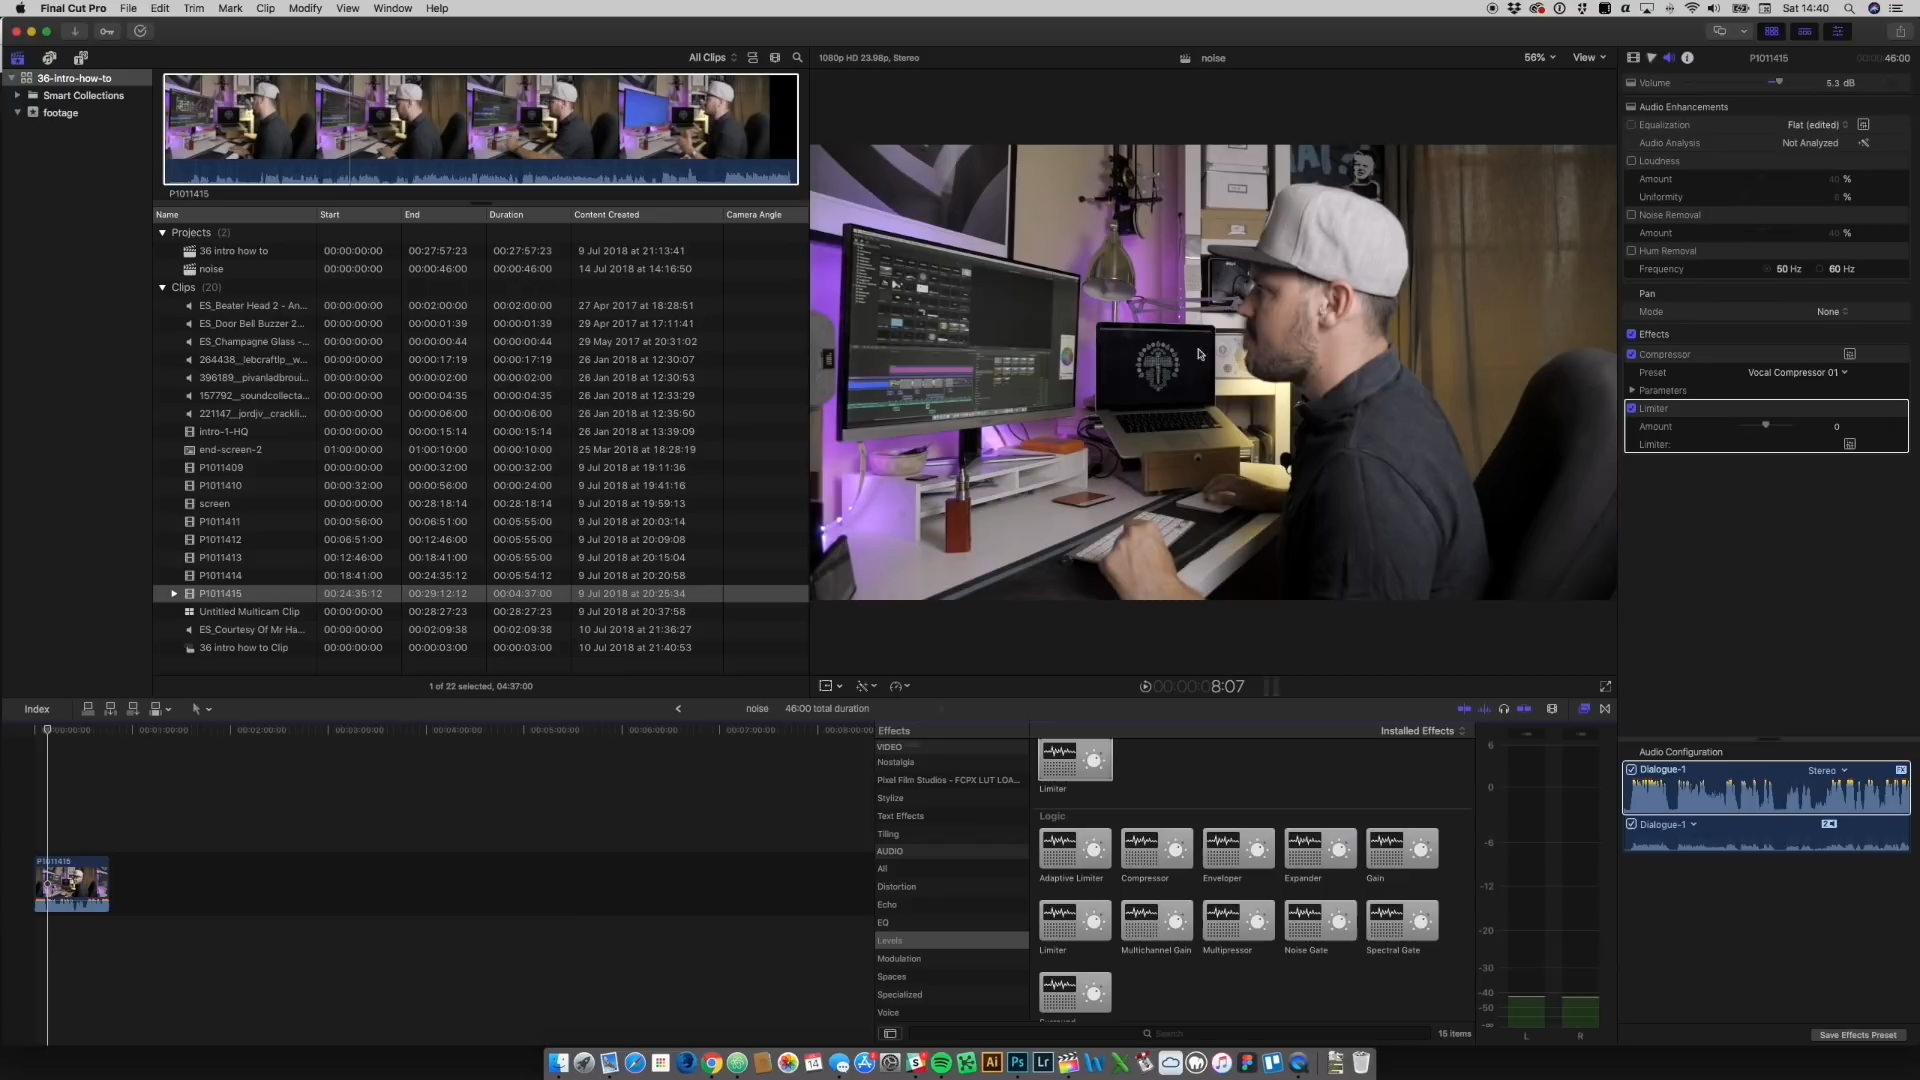 Final Cut Pro File Edit Trim Mark Clip Modify View Window Help
Sat 14:40
All Clips
1080p HD 23.98p, Stereo
noise
56%
View
P1011415
46:00
36-intro-how-to
Smart Collections
footage
P1011415
Name Start End Duration Content Created Camera Angle
Projects (2)
36 intro how to 00:00:00:00 00:27:57:23 00:27:57:23 9 Jul 2018 at 21:13:41
noise 00:00:00:00 00:00:46:00 00:00:46:00 14 Jul 2018 at 14:16:50
Clips (20)
ES_Beater Head 2 - An... 00:00:00:00 00:02:00:00 00:02:00:00 27 Apr 2017 at 18:28:51
ES_Door Bell Buzzer 2... 00:00:00:00 00:00:01:39 00:00:01:39 29 Apr 2017 at 17:11:41
ES_Champagne Glass -... 00:00:00:00 00:00:00:44 00:00:00:44 29 May 2017 at 20:31:02
264438__lebcraftlp__w... 00:00:00:00 00:00:17:19 00:00:17:19 26 Jan 2018 at 12:30:07
396189__pivanladbroui... 00:00:00:00 00:00:02:00 00:00:02:00 26 Jan 2018 at 12:30:53
157792__soundcollecta... 00:00:00:00 00:00:04:35 00:00:04:35 26 Jan 2018 at 12:33:29
221147__jordjv__crackli... 00:00:00:00 00:00:06:00 00:00:06:00 26 Jan 2018 at 12:35:50
intro-1-HQ 00:00:00:00 00:00:15:14 00:00:15:14 26 Jan 2018 at 13:39:09
end-screen-2 01:00:00:00 01:00:10:00 00:00:10:00 25 Mar 2018 at 18:28:19
P1011409 00:00:00:00 00:00:32:00 00:00:32:00 9 Jul 2018 at 19:11:36
P1011410 00:00:32:00 00:00:56:00 00:00:24:00 9 Jul 2018 at 19:41:16
screen 00:00:00:00 00:28:18:14 00:28:18:14 9 Jul 2018 at 19:59:13
P1011411 00:00:56:00 00:06:51:00 00:05:55:00 9 Jul 2018 at 20:03:14
P1011412 00:06:51:00 00:12:46:00 00:05:55:00 9 Jul 2018 at 20:09:08
P1011413 00:12:46:00 00:18:41:00 00:05:55:00 9 Jul 2018 at 20:15:04
P1011414 00:18:41:00 00:24:35:12 00:05:54:12 9 Jul 2018 at 20:20:58
P1011415 00:24:35:12 00:29:12:12 00:04:37:00 9 Jul 2018 at 20:25:34
Untitled Multicam Clip 00:00:00:00 00:28:27:23 00:28:27:23 9 Jul 2018 at 20:37:58
ES_Courtesy Of Mr Ha... 00:00:00:00 00:02:09:38 00:02:09:38 10 Jul 2018 at 21:36:27
36 intro how to Clip 00:00:00:00 00:00:03:00 00:00:03:00 10 Jul 2018 at 21:40:53
1 of 22 selected, 04:37:00
00:00:00:08:07
Volume 5.3 dB
Audio Enhancements
Equalization Flat (edited)
Audio Analysis Not Analyzed
Loudness
Amount 40 %
Uniformity %
Noise Removal
Amount 40 %
Hum Removal
Frequency 50 Hz 60 Hz
Pan
Mode None
Effects
Compressor
Preset Vocal Compressor 01
Parameters
Limiter
Amount 0
Limiter:
Index
noise 46:00 total duration
00:00:00:00 00:01:00:00 00:02:00:00 00:03:00:00 00:04:00:00 00:05:00:00 00:06:00:00 00:07:00:00 00:08:00:00
P1011415
Effects
Installed Effects
VIDEO
Nostalgia
Pixel Film Studios - FCPX LUT LOA...
Stylize
Text Effects
Tiling
AUDIO
All
Distortion
Echo
EQ
Levels
Modulation
Spaces
Specialized
Voice
Limiter
Logic
Adaptive Limiter Compressor Enveloper Expander Gain
Limiter Multichannel Gain Multipressor Noise Gate Spectral Gate
Search
15 items
6
0
-6
-12
-20
-30
-40
-50
-∞
L R
Audio Configuration
Dialogue-1 Stereo
Dialogue-1
Save Effects Preset
14
Ai Ps Lr